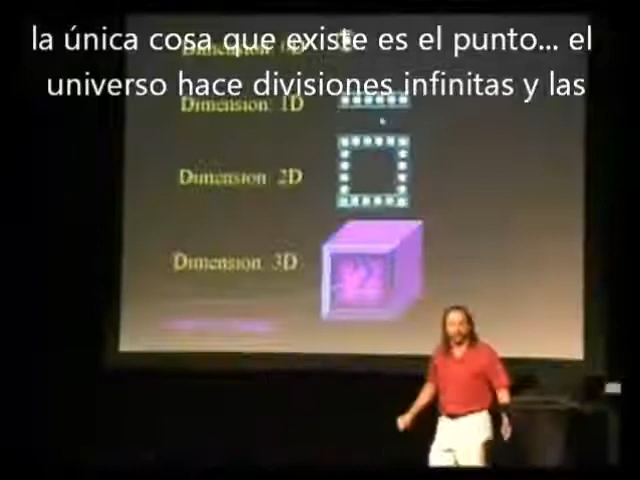 la única cosa que existe es el punto... el
universo hace divisiones infinitas y las
Dimension
Dimension: 1D
Dimension: 2D
Dimension: 3D